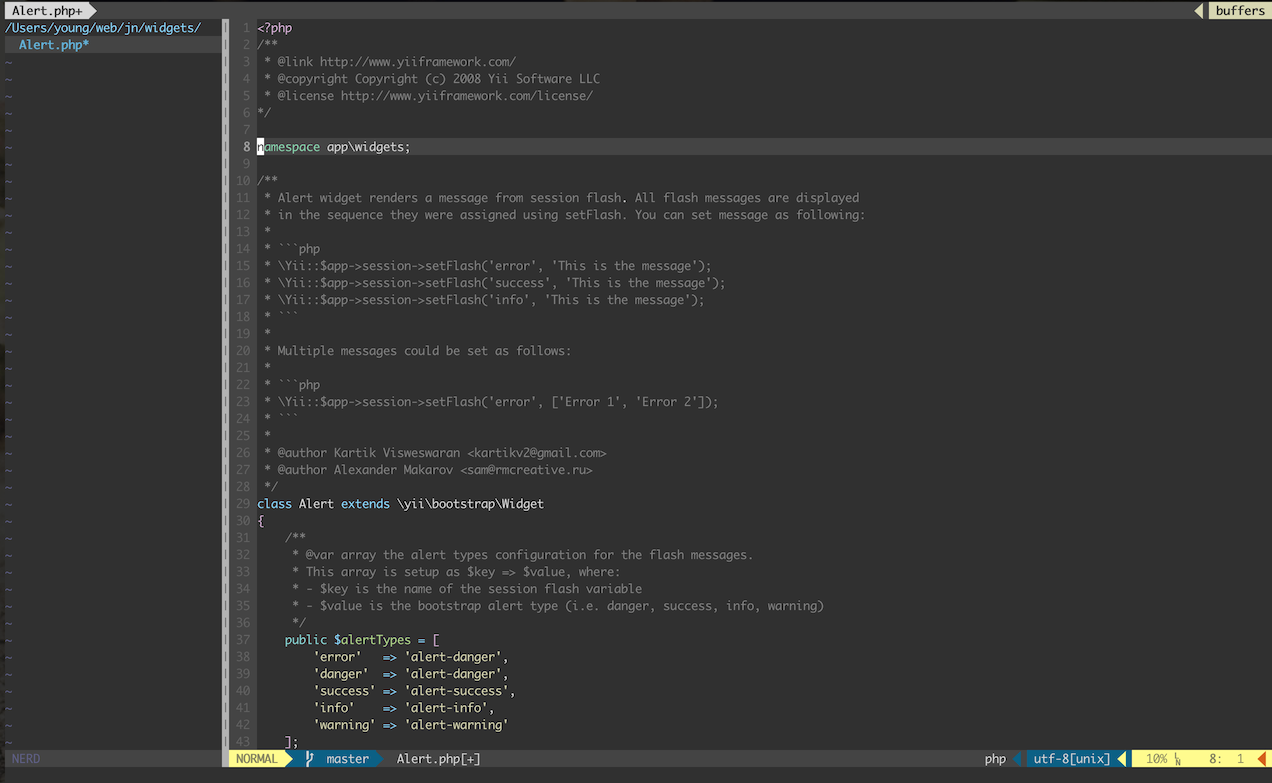 Alert.php+
buffers
/Users/young/web/jn/widgets/
Alert.php*
1 <?php
2 /**
3  * @link http://www.yiiframework.com/
4  * @copyright Copyright (c) 2008 Yii Software LLC
5  * @license http://www.yiiframework.com/license/
6 */
7
8 namespace app\widgets;
9
10 /**
11  * Alert widget renders a message from session flash. All flash messages are displayed
12  * in the sequence they were assigned using setFlash. You can set message as following:
13  *
14  * ```php
15  * \Yii::$app->session->setFlash('error', 'This is the message');
16  * \Yii::$app->session->setFlash('success', 'This is the message');
17  * \Yii::$app->session->setFlash('info', 'This is the message');
18  * ```
19  *
20  * Multiple messages could be set as follows:
21  *
22  * ```php
23  * \Yii::$app->session->setFlash('error', ['Error 1', 'Error 2']);
24  * ```
25  *
26  * @author Kartik Visweswaran <kartikv2@gmail.com>
27  * @author Alexander Makarov <sam@rmcreative.ru>
28  */
29 class Alert extends \yii\bootstrap\Widget
30 {
31     /**
32      * @var array the alert types configuration for the flash messages.
33      * This array is setup as $key => $value, where:
34      * - $key is the name of the session flash variable
35      * - $value is the bootstrap alert type (i.e. danger, success, info, warning)
36      */
37     public $alertTypes = [
38         'error'   => 'alert-danger',
39         'danger'  => 'alert-danger',
40         'success' => 'alert-success',
41         'info'    => 'alert-info',
42         'warning' => 'alert-warning'
43     ];
NERD
NORMAL master Alert.php[+] php utf-8[unix] 10% 8: 1